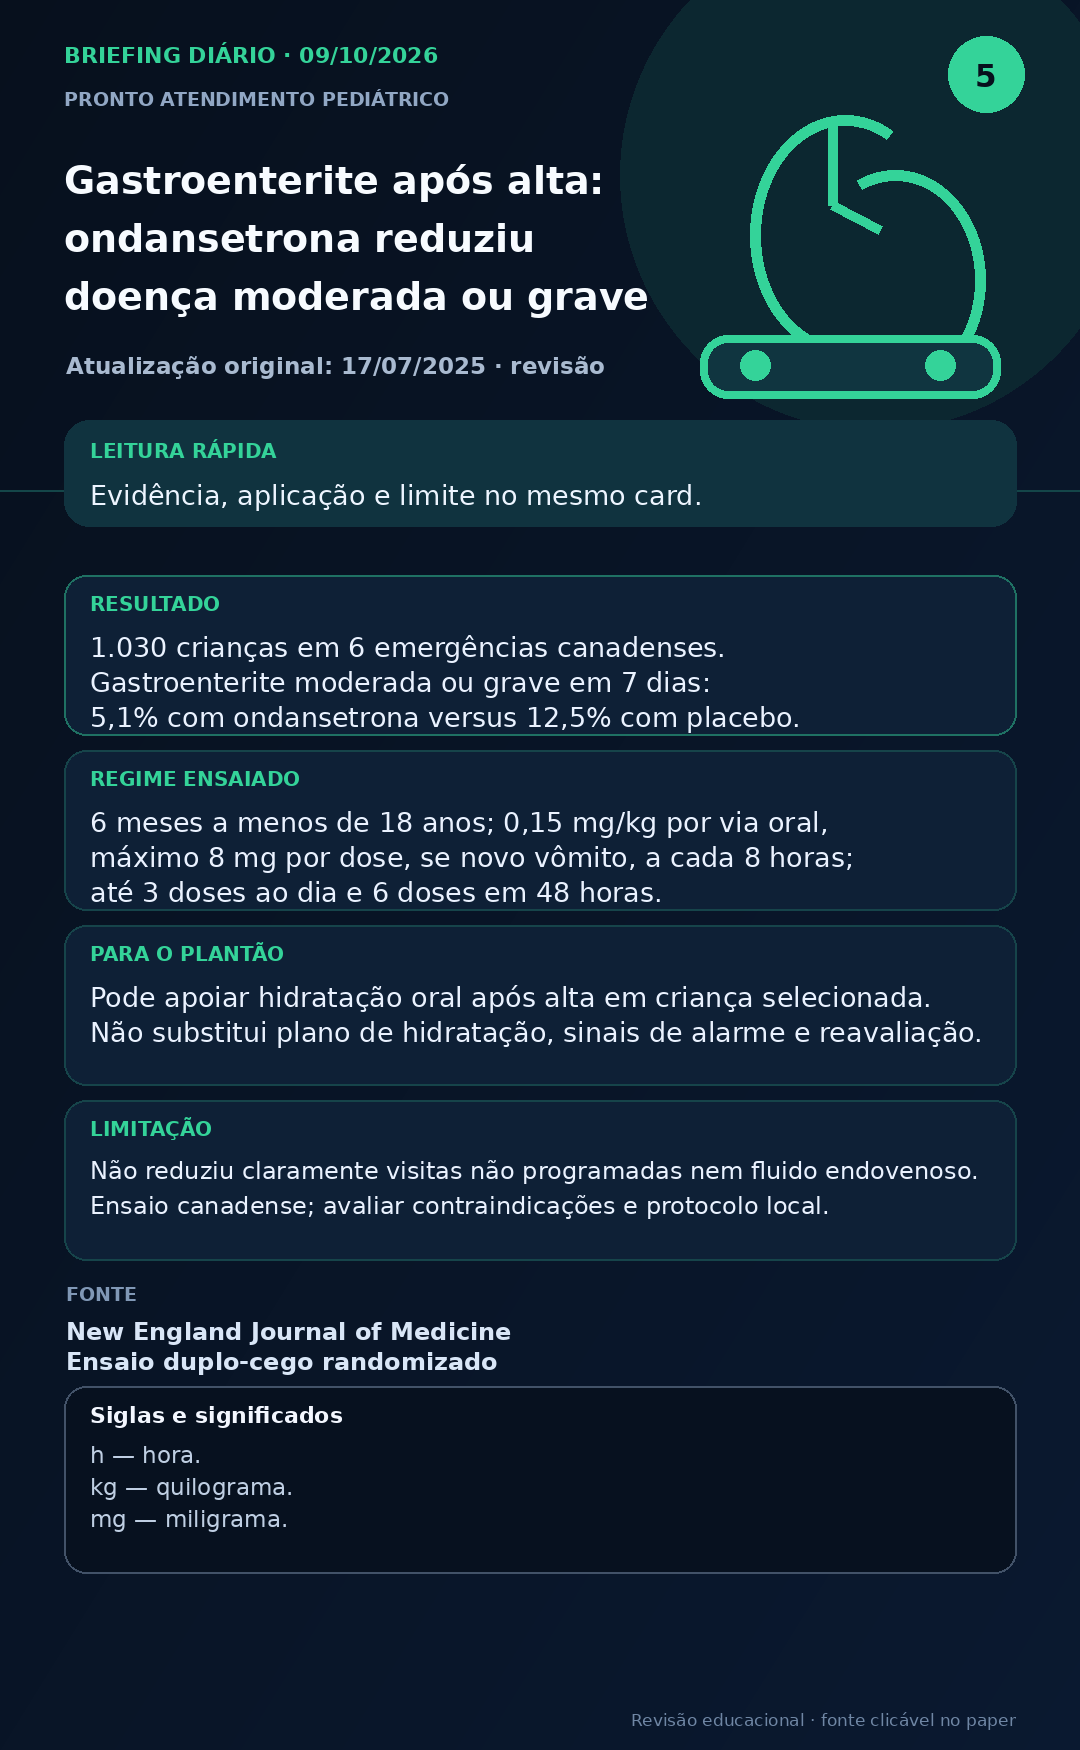 BRIEFING DIÁRIO · 09/10/2026
PRONTO ATENDIMENTO PEDIÁTRICO
5
Gastroenterite após alta:
ondansetrona reduziu
doença moderada ou grave
Atualização original: 17/07/2025 · revisão
LEITURA RÁPIDA
Evidência, aplicação e limite no mesmo card.
RESULTADO
1.030 crianças em 6 emergências canadenses.
Gastroenterite moderada ou grave em 7 dias:
5,1% com ondansetrona versus 12,5% com placebo.
REGIME ENSAIADO
6 meses a menos de 18 anos; 0,15 mg/kg por via oral,
máximo 8 mg por dose, se novo vômito, a cada 8 horas;
até 3 doses ao dia e 6 doses em 48 horas.
PARA O PLANTÃO
Pode apoiar hidratação oral após alta em criança selecionada.
Não substitui plano de hidratação, sinais de alarme e reavaliação.
LIMITAÇÃO
Não reduziu claramente visitas não programadas nem fluido endovenoso.
Ensaio canadense; avaliar contraindicações e protocolo local.
FONTE
New England Journal of Medicine
Ensaio duplo-cego randomizado
Siglas e significados
h — hora.
kg — quilograma.
mg — miligrama.
Revisão educacional · fonte clicável no paper